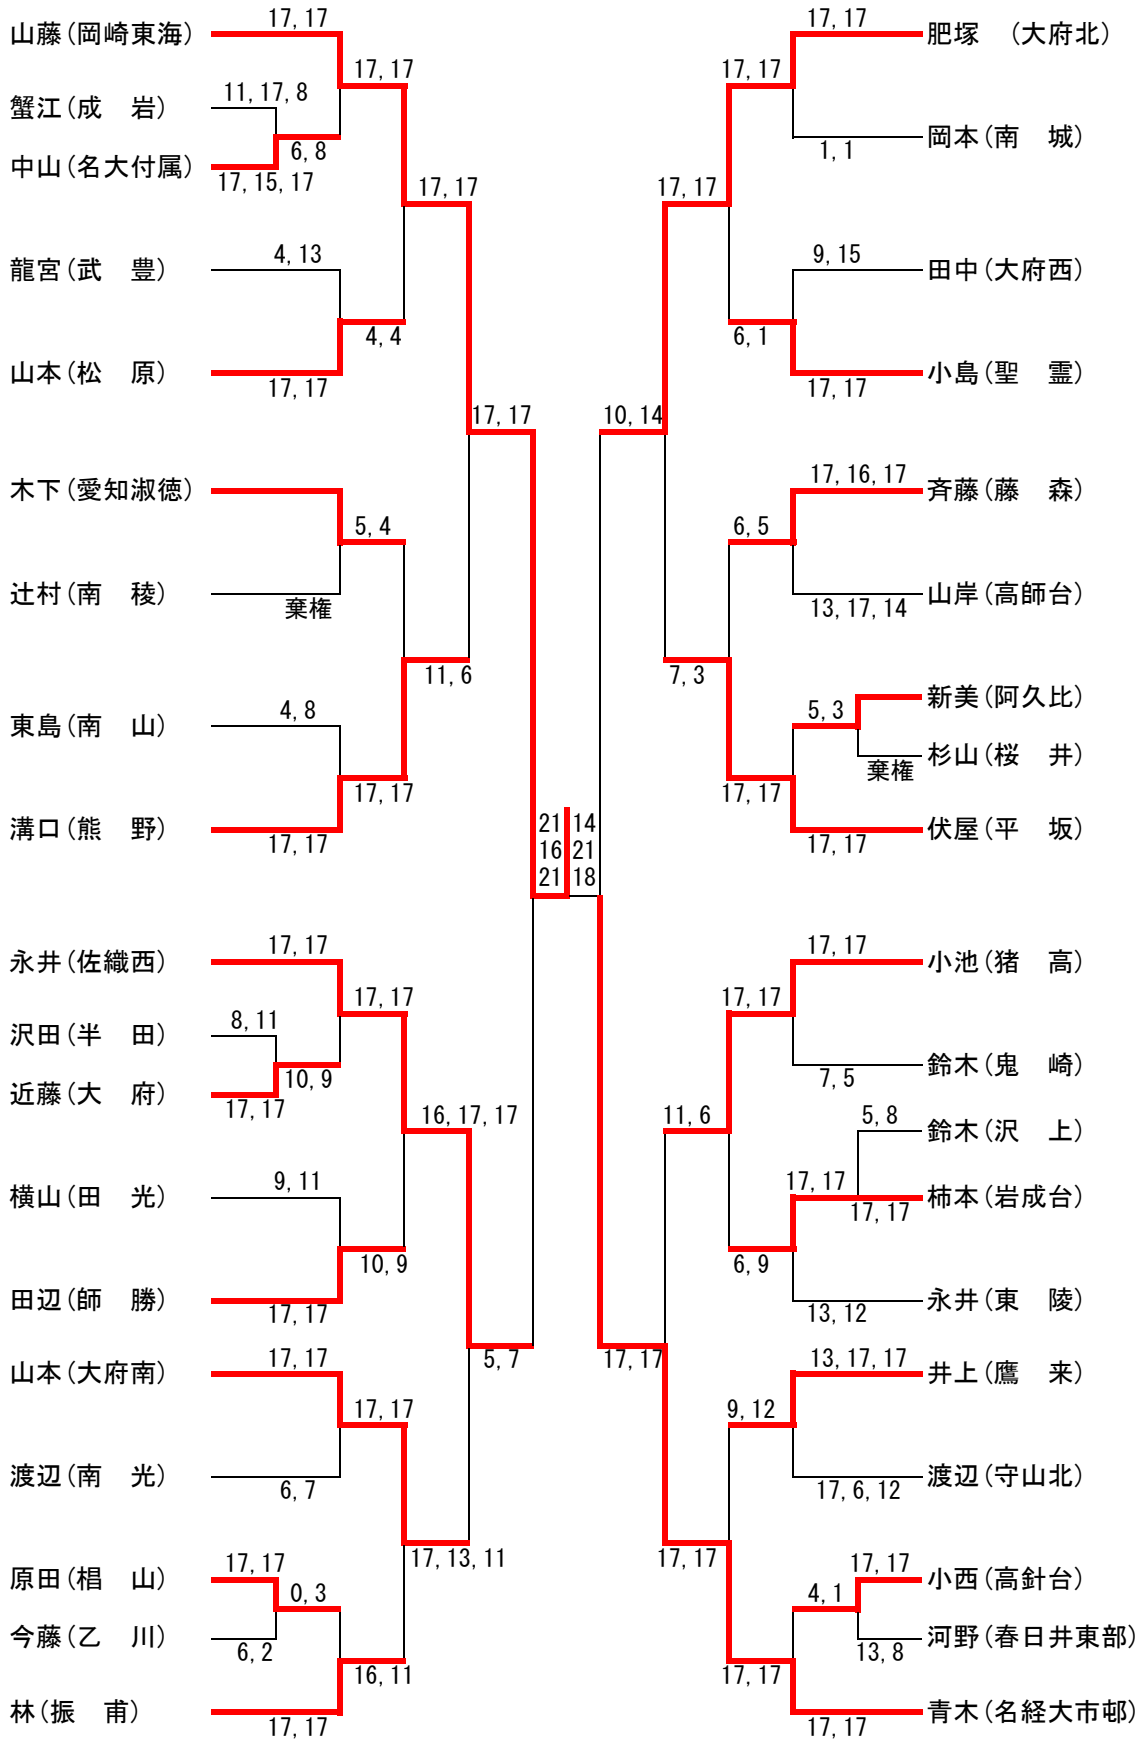 17,17
山藤(岡崎東海)
17,17
11,17,8
蟹江(成　岩)
6,8
中山(名大付属)
17,15,17
17,17
4,13
龍宮(武　豊)
4,4
山本(松　原)
17,17
17,17
木下(愛知淑徳)
5,4
辻村(南　稜)
棄権
11,6
4,8
東島(南　山)
17,17
溝口(熊　野)
17,17
21 14
16 21
21 18
17,17
永井(佐織西)
17,17
8,11
沢田(半　田)
10,9
近藤(大　府)
17,17
16,17,17
9,11
横山(田　光)
10,9
田辺(師　勝)
17,17
5,7
17,17
山本(大府南)
17,17
渡辺(南　光)
6,7
17,13,11
17,17
原田(椙　山)
0,3
今藤(乙　川)
6,2
16,11
林(振　甫)
17,17
17,17
肥塚　(大府北)
17,17
岡本(南　城)
1,1
17,17
9,15
田中(大府西)
6,1
小島(聖　霊)
17,17
10,14
17,16,17
斉藤(藤　森)
6,5
山岸(高師台)
13,17,14
7,3
新美(阿久比)
5,3
杉山(桜　井)
棄権
17,17
伏屋(平　坂)
17,17
17,17
小池(猪　高)
17,17
鈴木(鬼　崎)
7,5
11,6
5,8
鈴木(沢　上)
17,17
柿本(岩成台)
17,17
6,9
永井(東　陵)
13,12
17,17
13,17,17
井上(鷹　来)
9,12
渡辺(守山北)
17,6,12
17,17
17,17
小西(高針台)
4,1
河野(春日井東部)
13,8
17,17
青木(名経大市邨)
17,17